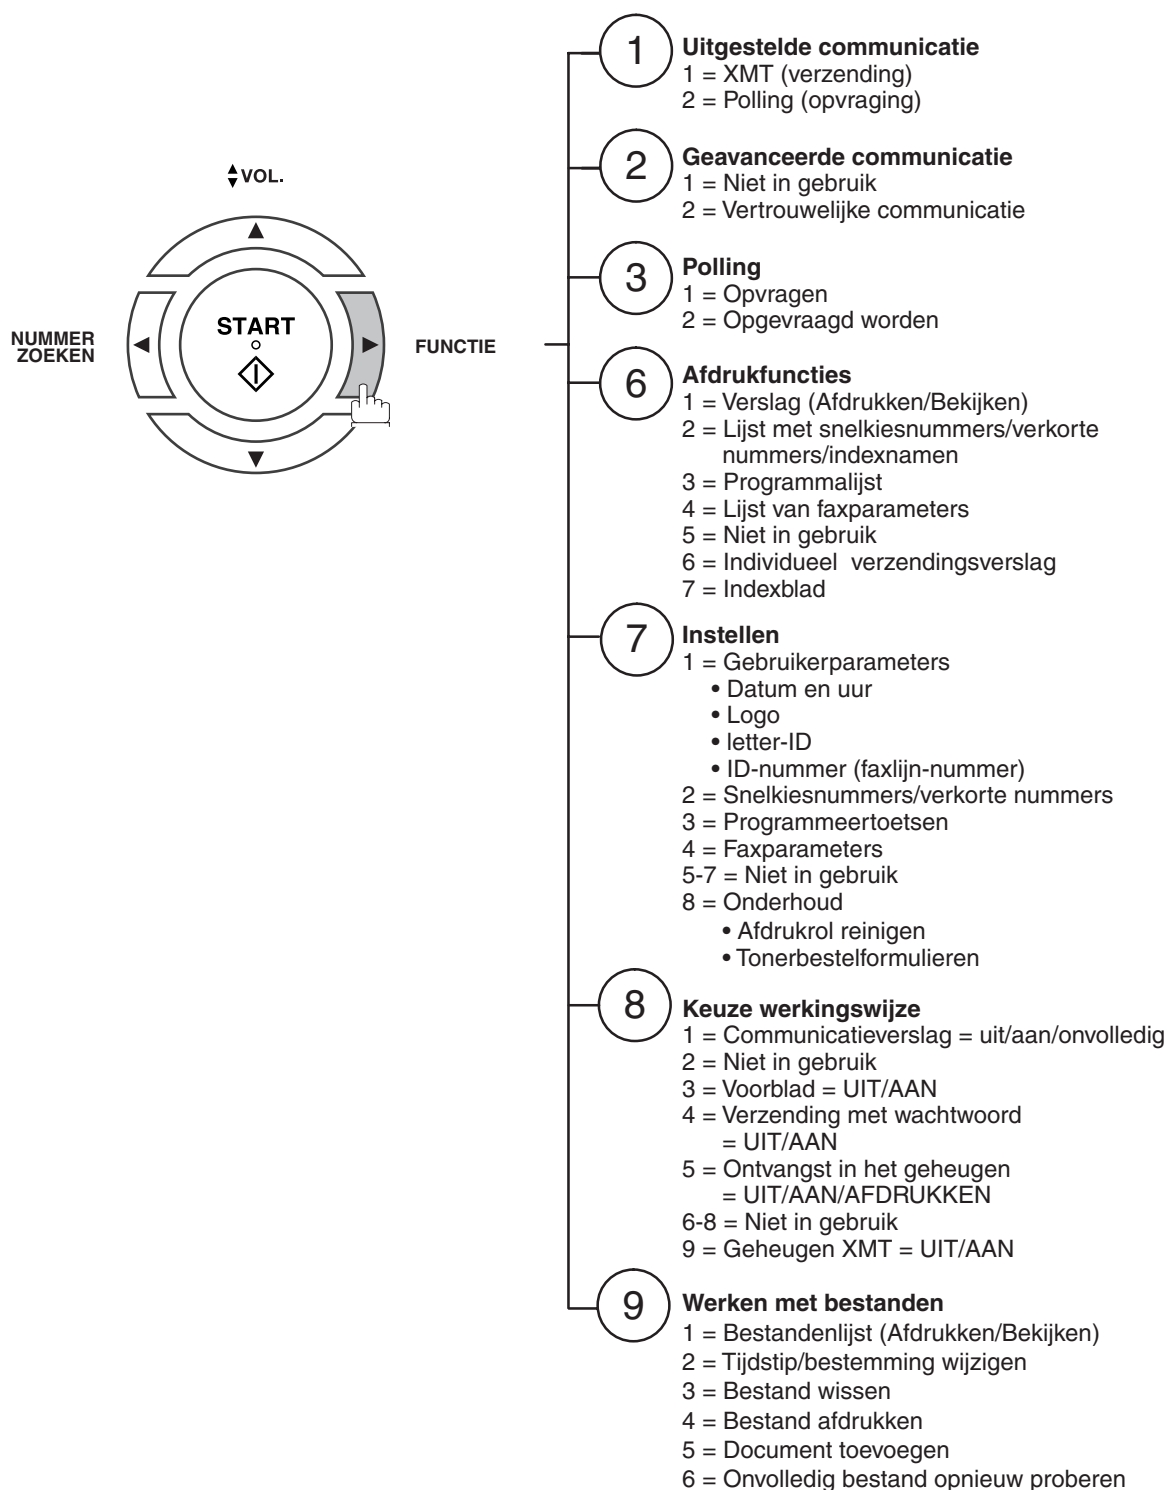 VOL.
NUMMER
ZOEKEN
START
FUNCTIE
1
Uitgestelde communicatie
1 = XMT (verzending)
2 = Polling (opvraging)
2
Geavanceerde communicatie
1 = Niet in gebruik
2 = Vertrouwelijke communicatie
3
Polling
1 = Opvragen
2 = Opgevraagd worden
6
Afdrukfuncties
1 = Verslag (Afdrukken/Bekijken)
2 = Lijst met snelkiesnummers/verkorte
nummers/indexnamen
3 = Programmalijst
4 = Lijst van faxparameters
5 = Niet in gebruik
6 = Individueel verzendingsverslag
7 = Indexblad
7
Instellen
1 = Gebruikerparameters
• Datum en uur
• Logo
• letter-ID
• ID-nummer (faxlijn-nummer)
2 = Snelkiesnummers/verkorte nummers
3 = Programmeertoetsen
4 = Faxparameters
5-7 = Niet in gebruik
8 = Onderhoud
• Afdrukrol reinigen
• Tonerbestelformulieren
8
Keuze werkingswijze
1 = Communicatieverslag = uit/aan/onvolledig
2 = Niet in gebruik
3 = Voorblad = UIT/AAN
4 = Verzending met wachtwoord
= UIT/AAN
5 = Ontvangst in het geheugen
= UIT/AAN/AFDRUKKEN
6-8 = Niet in gebruik
9 = Geheugen XMT = UIT/AAN
9
Werken met bestanden
1 = Bestandenlijst (Afdrukken/Bekijken)
2 = Tijdstip/bestemming wijzigen
3 = Bestand wissen
4 = Bestand afdrukken
5 = Document toevoegen
6 = Onvolledig bestand opnieuw proberen